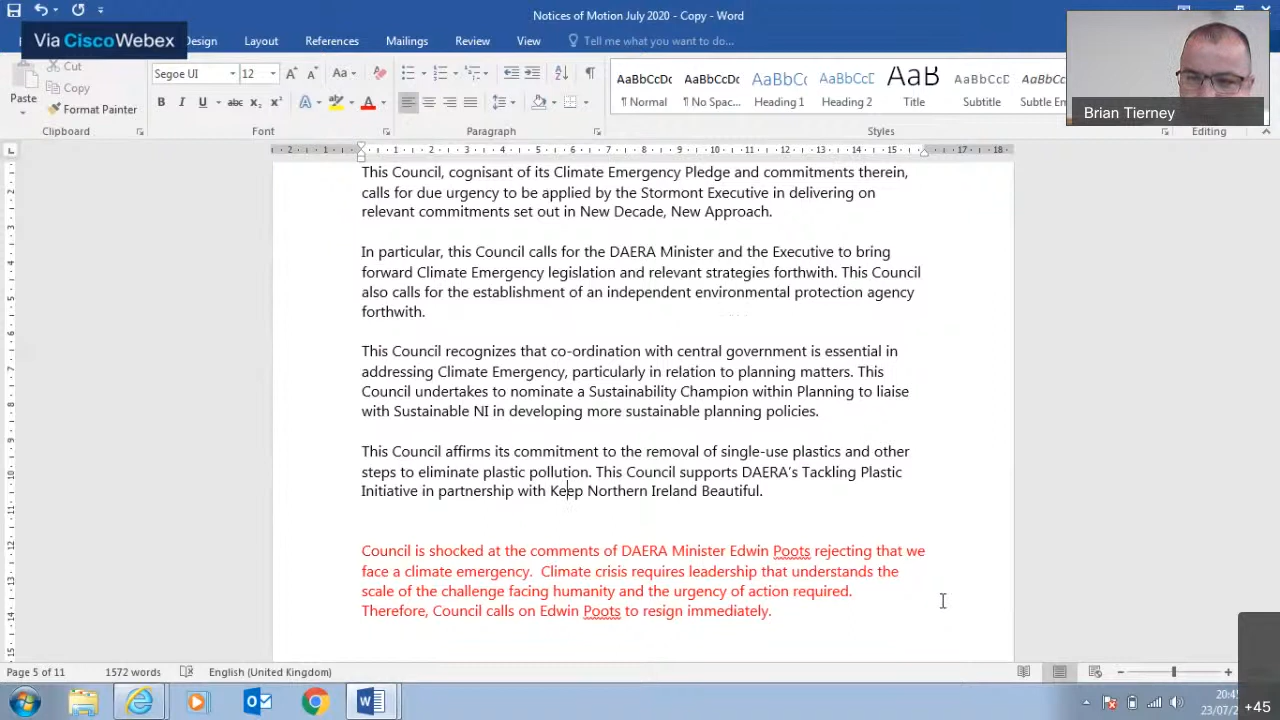 Notices of Motion July 2020 - Copy - Word
Via CiscoWebex
Design Layout References Mailings Review View Tell me what you want to do...
Cut
Copy
Paste
Format Painter
Segoe UI 12
B I U abc x₂ x²
AaBbCcDc AaBbCcDc AaBbCc AaBbCcD AaB AaBbCcD AaBbCcD
¶ Normal ¶ No Spac... Heading 1 Heading 2 Title Subtitle Subtle Em
Clipboard Font Paragraph Styles Editing
Brian Tierney
This Council, cognisant of its Climate Emergency Pledge and commitments therein,
calls for due urgency to be applied by the Stormont Executive in delivering on
relevant commitments set out in New Decade, New Approach.
In particular, this Council calls for the DAERA Minister and the Executive to bring
forward Climate Emergency legislation and relevant strategies forthwith. This Council
also calls for the establishment of an independent environmental protection agency
forthwith.
This Council recognizes that co-ordination with central government is essential in
addressing Climate Emergency, particularly in relation to planning matters. This
Council undertakes to nominate a Sustainability Champion within Planning to liaise
with Sustainable NI in developing more sustainable planning policies.
This Council affirms its commitment to the removal of single-use plastics and other
steps to eliminate plastic pollution. This Council supports DAERA's Tackling Plastic
Initiative in partnership with Keep Northern Ireland Beautiful.
Council is shocked at the comments of DAERA Minister Edwin Poots rejecting that we
face a climate emergency. Climate crisis requires leadership that understands the
scale of the challenge facing humanity and the urgency of action required.
Therefore, Council calls on Edwin Poots to resign immediately.
Page 5 of 11 1572 words English (United Kingdom)
+45